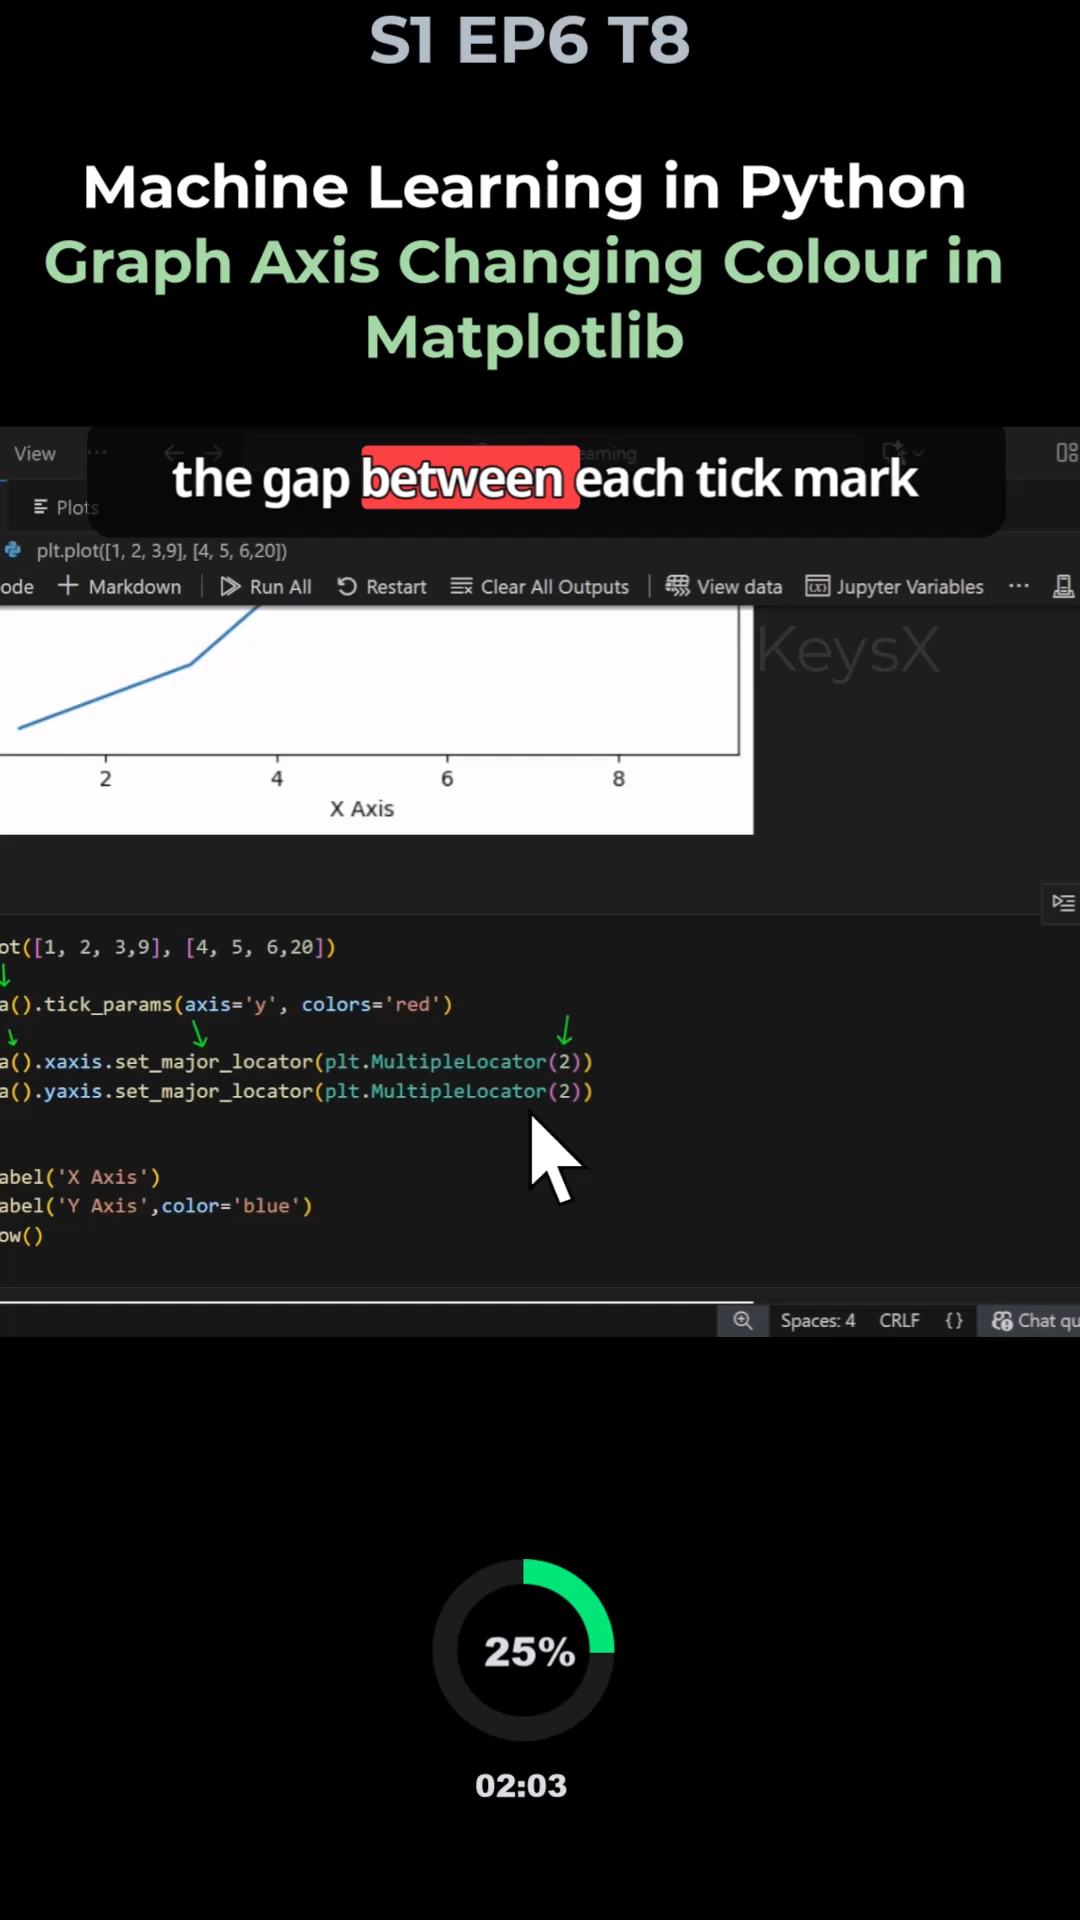 S1 EP6 T8
Machine Learning in Python
Graph Axis Changing Colour in
Matplotlib
View ...
the gap between each tick mark
Plots
plt.plot([1, 2, 3,9], [4, 5, 6,20])
ode + Markdown Run All Restart Clear All Outputs View data Jupyter Variables ...
KeysX
2 4 6 8
X Axis
ot([1, 2, 3,9], [4, 5, 6,20])
a().tick_params(axis='y', colors='red')
a().xaxis.set_major_locator(plt.MultipleLocator(2))
a().yaxis.set_major_locator(plt.MultipleLocator(2))
abel('X Axis')
abel('Y Axis',color='blue')
ow()
Spaces: 4 CRLF {} Chat qu
25%
02:03